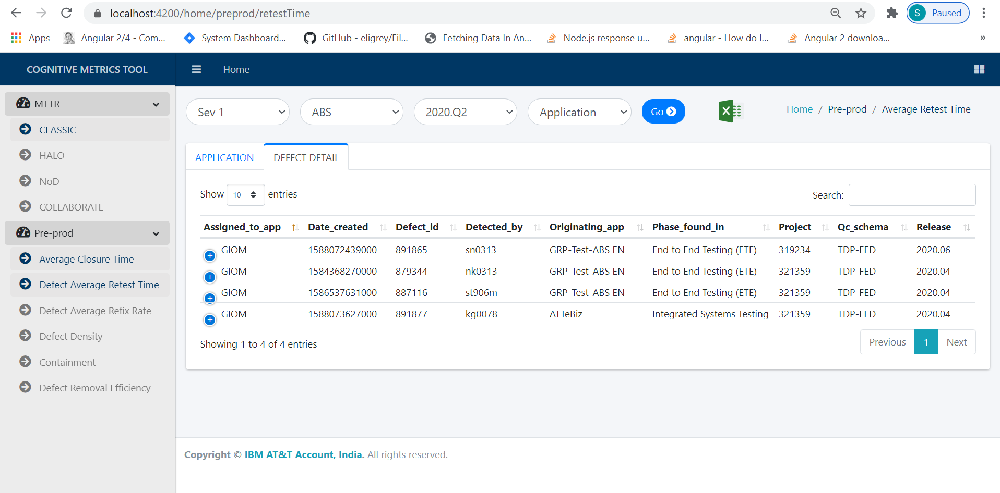 localhost:4200/home/preprod/retestTime
S Paused
Apps Angular 2/4 - Com... System Dashboard... GitHub - eligrey/Fil... Fetching Data In An... Node.js response u... angular - How do I... Angular 2 downloa... »
COGNITIVE METRICS TOOL
Home
MTTR
CLASSIC
HALO
NoD
COLLABORATE
Pre-prod
Average Closure Time
Defect Average Retest Time
Defect Average Refix Rate
Defect Density
Containment
Defect Removal Efficiency
Sev 1 ABS 2020.Q2 Application Go
Home / Pre-prod / Average Retest Time
APPLICATION DEFECT DETAIL
Show 10 entries
Search:
Assigned_to_app Date_created Defect_id Detected_by Originating_app Phase_found_in Project Qc_schema Release
GIOM 1588072439000 891865 sn0313 GRP-Test-ABS EN End to End Testing (ETE) 319234 TDP-FED 2020.06
GIOM 1584368270000 879344 nk0313 GRP-Test-ABS EN End to End Testing (ETE) 321359 TDP-FED 2020.04
GIOM 1586537631000 887116 st906m GRP-Test-ABS EN End to End Testing (ETE) 321359 TDP-FED 2020.04
GIOM 1588073627000 891877 kg0078 ATTeBiz Integrated Systems Testing 321359 TDP-FED 2020.04
Showing 1 to 4 of 4 entries
Previous 1 Next
Copyright © IBM AT&T Account, India. All rights reserved.